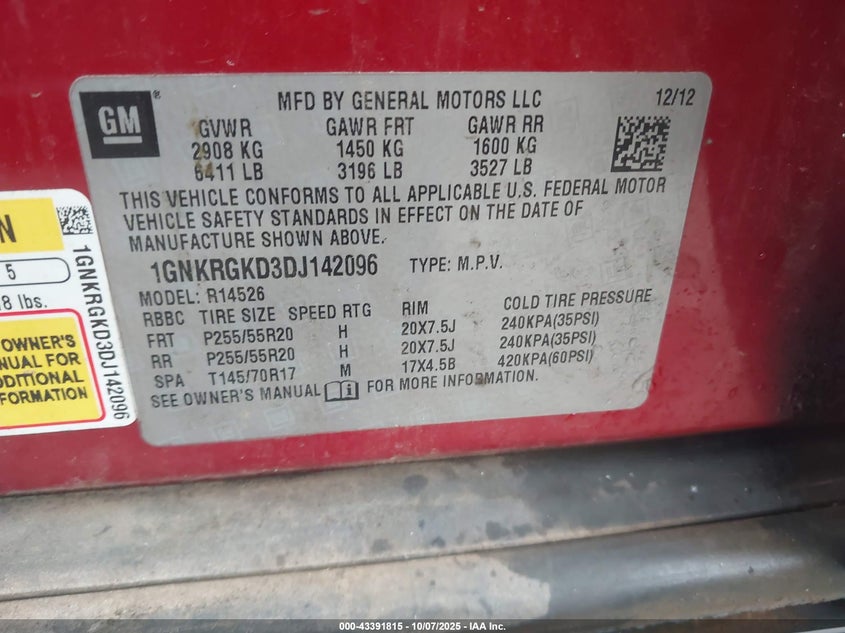 GM ®
MFD BY GENERAL MOTORS LLC 12/12
GVWR GAWR FRT GAWR RR
2908 KG 1450 KG 1600 KG
6411 LB 3196 LB 3527 LB
THIS VEHICLE CONFORMS TO ALL APPLICABLE U.S. FEDERAL MOTOR
VEHICLE SAFETY STANDARDS IN EFFECT ON THE DATE OF
MANUFACTURE SHOWN ABOVE.
1GNKRGKD3DJ142096 TYPE: M.P.V.
MODEL: R14526
RBBC TIRE SIZE SPEED RTG RIM COLD TIRE PRESSURE
FRT P255/55R20 H 20X7.5J 240KPA(35PSI)
RR P255/55R20 H 20X7.5J 240KPA(35PSI)
SPA T145/70R17 M 17X4.5B 420KPA(60PSI)
SEE OWNER'S MANUAL i FOR MORE INFORMATION.
N
5
8 lbs.
OWNER'S
NUAL FOR
DDITIONAL
FORMATION
1GNKRGKD3DJ142096
000-43391815 - 10/07/2025 - IAA Inc.